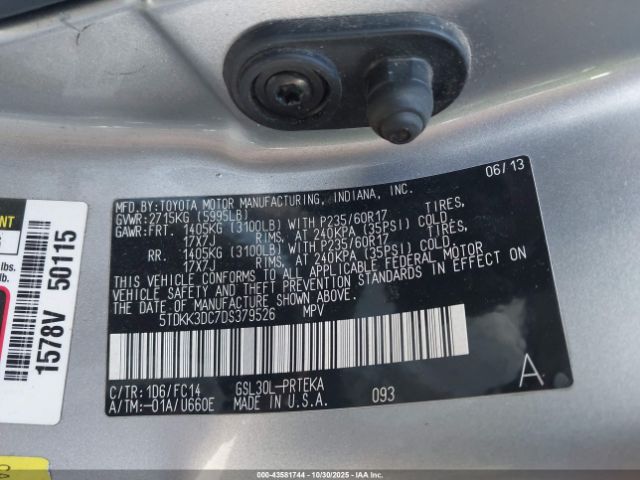 06/13
MFD.BY:TOYOTA MOTOR MANUFACTURING, INDIANA, INC.
GVWR:2715KG (5995LB)
GAWR:FRT. 1405KG (3100LB) WITH P235/60R17 TIRES,
17X7J RIMS, AT 240KPA (35PSI) COLD.
RR. 1405KG (3100LB) WITH P235/60R17 TIRES,
17X7J RIMS, AT 240KPA (35PSI) COLD.
THIS VEHICLE CONFORMS TO ALL APPLICABLE FEDERAL MOTOR
VEHICLE SAFETY AND THEFT PREVENTION STANDARDS IN EFFECT ON
THE DATE OF MANUFACTURE SHOWN ABOVE.
5TDKK3DC7DS379526 MPV
C/TR:1D6/FC14 GSL30L-PRTEKA
A/TM:-01A/U660E MADE IN U.S.A. 093
A
1578V 50115
lbs.
000-43581744 - 10/30/2025 - IAAI Copyright